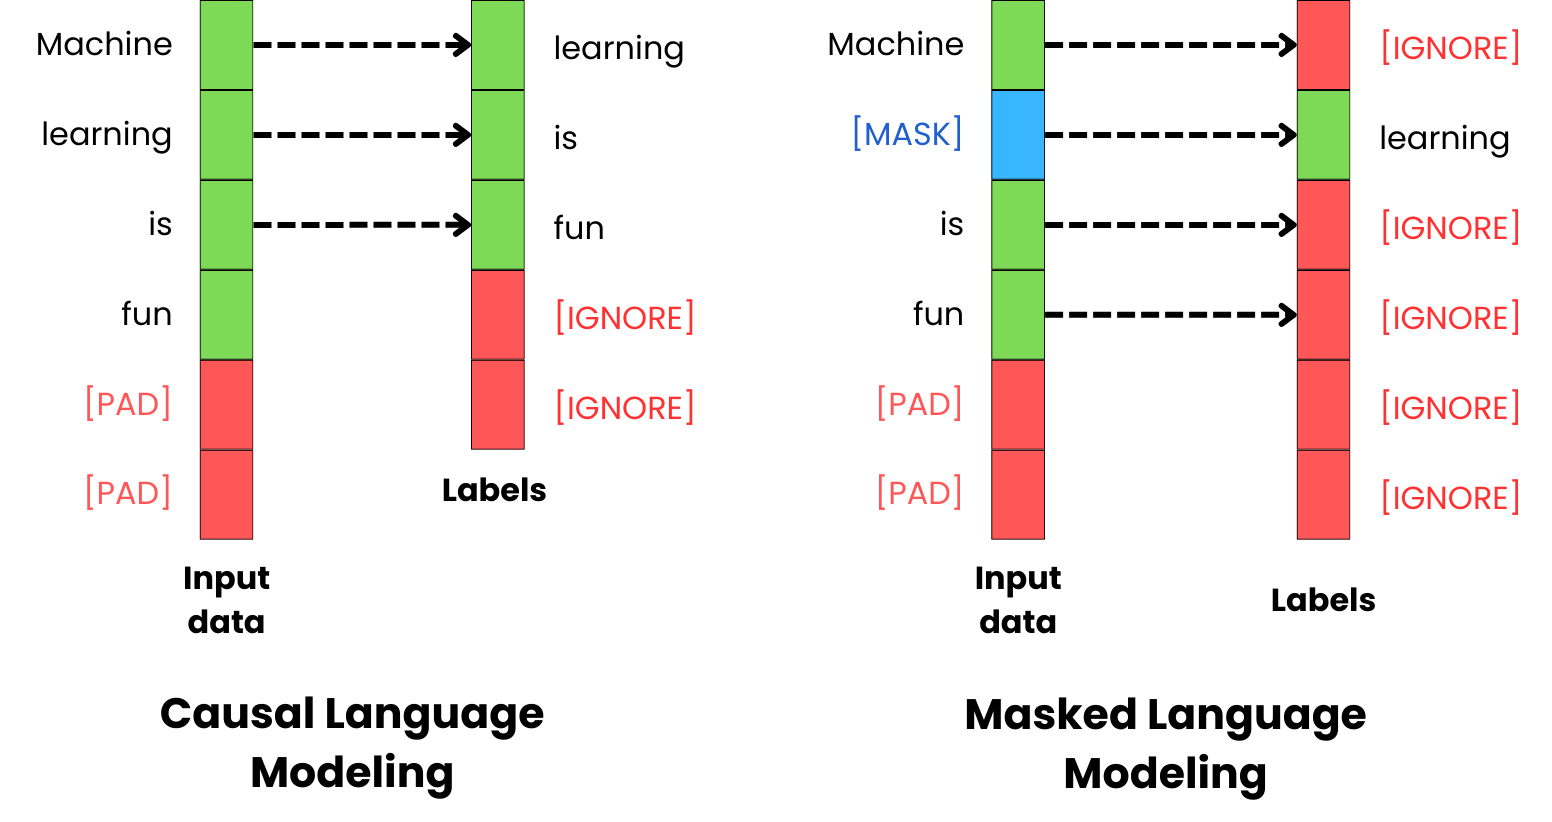 Machine
learning
learning
is
is
fun
fun
[IGNORE]
[PAD]
[IGNORE]
[PAD]
Labels
Input
data
Causal Language
Modeling
Machine
[IGNORE]
[MASK]
learning
is
[IGNORE]
fun
[IGNORE]
[PAD]
[IGNORE]
[PAD]
[IGNORE]
Input
data
Labels
Masked Language
Modeling